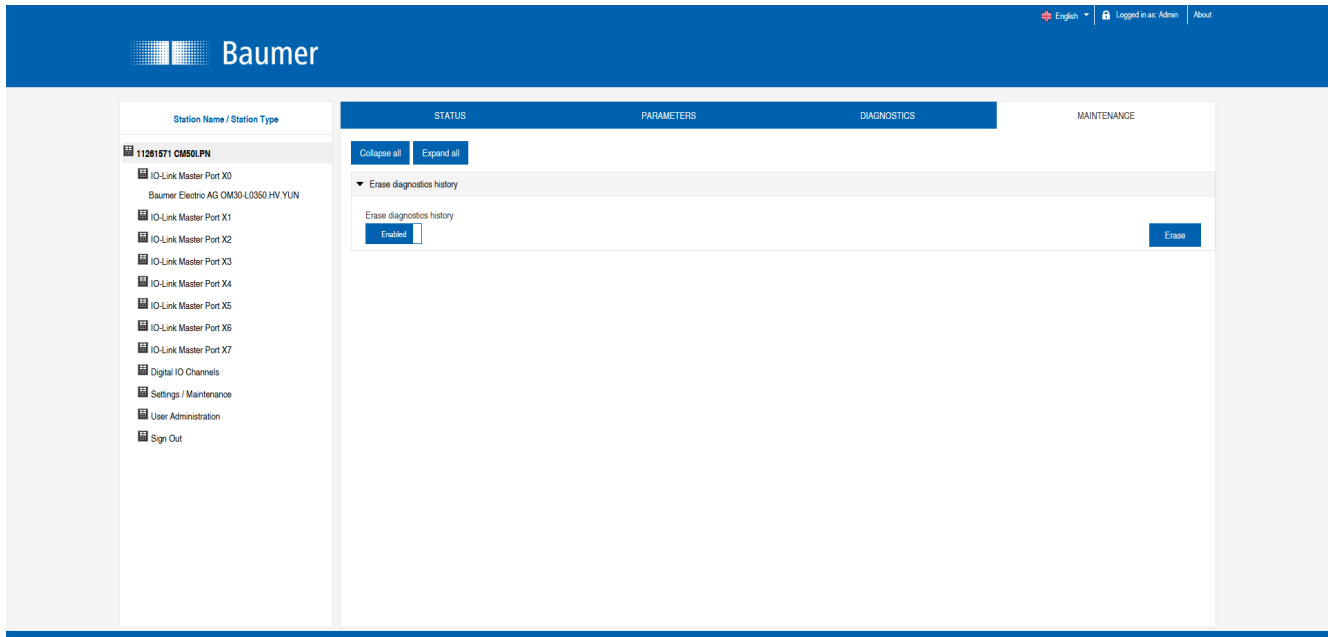 English
Logged in as: Admin
About
Baumer
Station Name / Station Type
STATUS
PARAMETERS
DIAGNOSTICS
MAINTENANCE
11261571 CM50I.PN
IO-Link Master Port X0
Baumer Electric AG OM30-L0350.HV.YUN
IO-Link Master Port X1
IO-Link Master Port X2
IO-Link Master Port X3
IO-Link Master Port X4
IO-Link Master Port X5
IO-Link Master Port X6
IO-Link Master Port X7
Digital IO Channels
Settings / Maintenance
User Administration
Sign Out
Collapse all
Expand all
Erase diagnostics history
Erase diagnostics history
Enabled
Erase